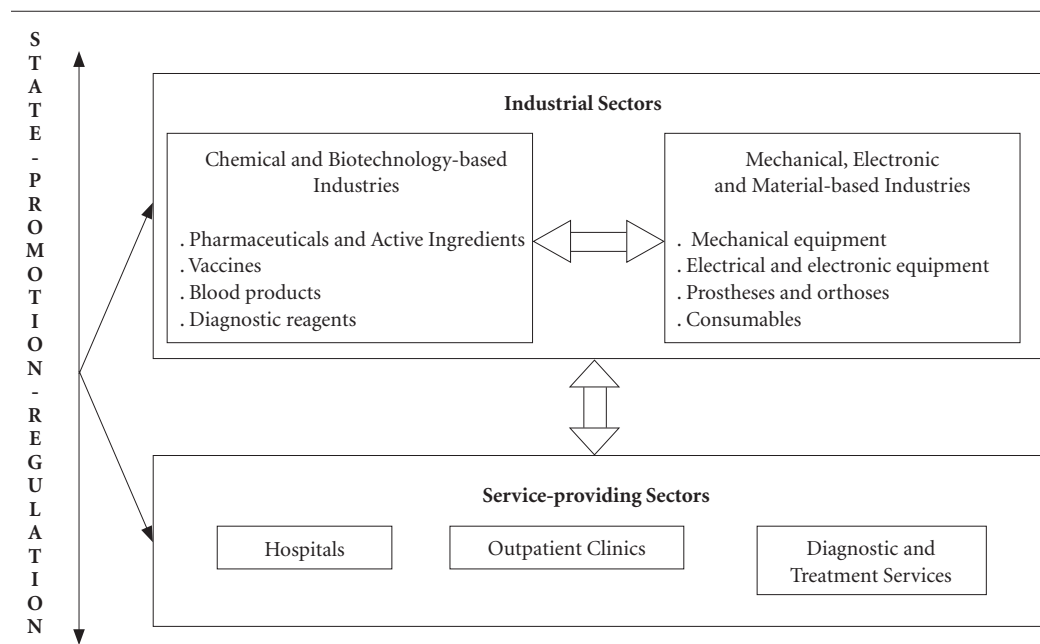 S
T
A
T
E
-
P
R
O
M
O
T
I
O
N
-
R
E
G
U
L
A
T
I
O
N
Industrial Sectors
Chemical and Biotechnology-based
Industries
. Pharmaceuticals and Active Ingredients
. Vaccines
. Blood products
. Diagnostic reagents
Mechanical, Electronic
and Material-based Industries
. Mechanical equipment
. Electrical and electronic equipment
. Prostheses and orthoses
. Consumables
Service-providing Sectors
Hospitals
Outpatient Clinics
Diagnostic and
Treatment Services